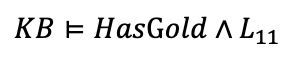 KB ⊨ HasGold ∧ L₁₁